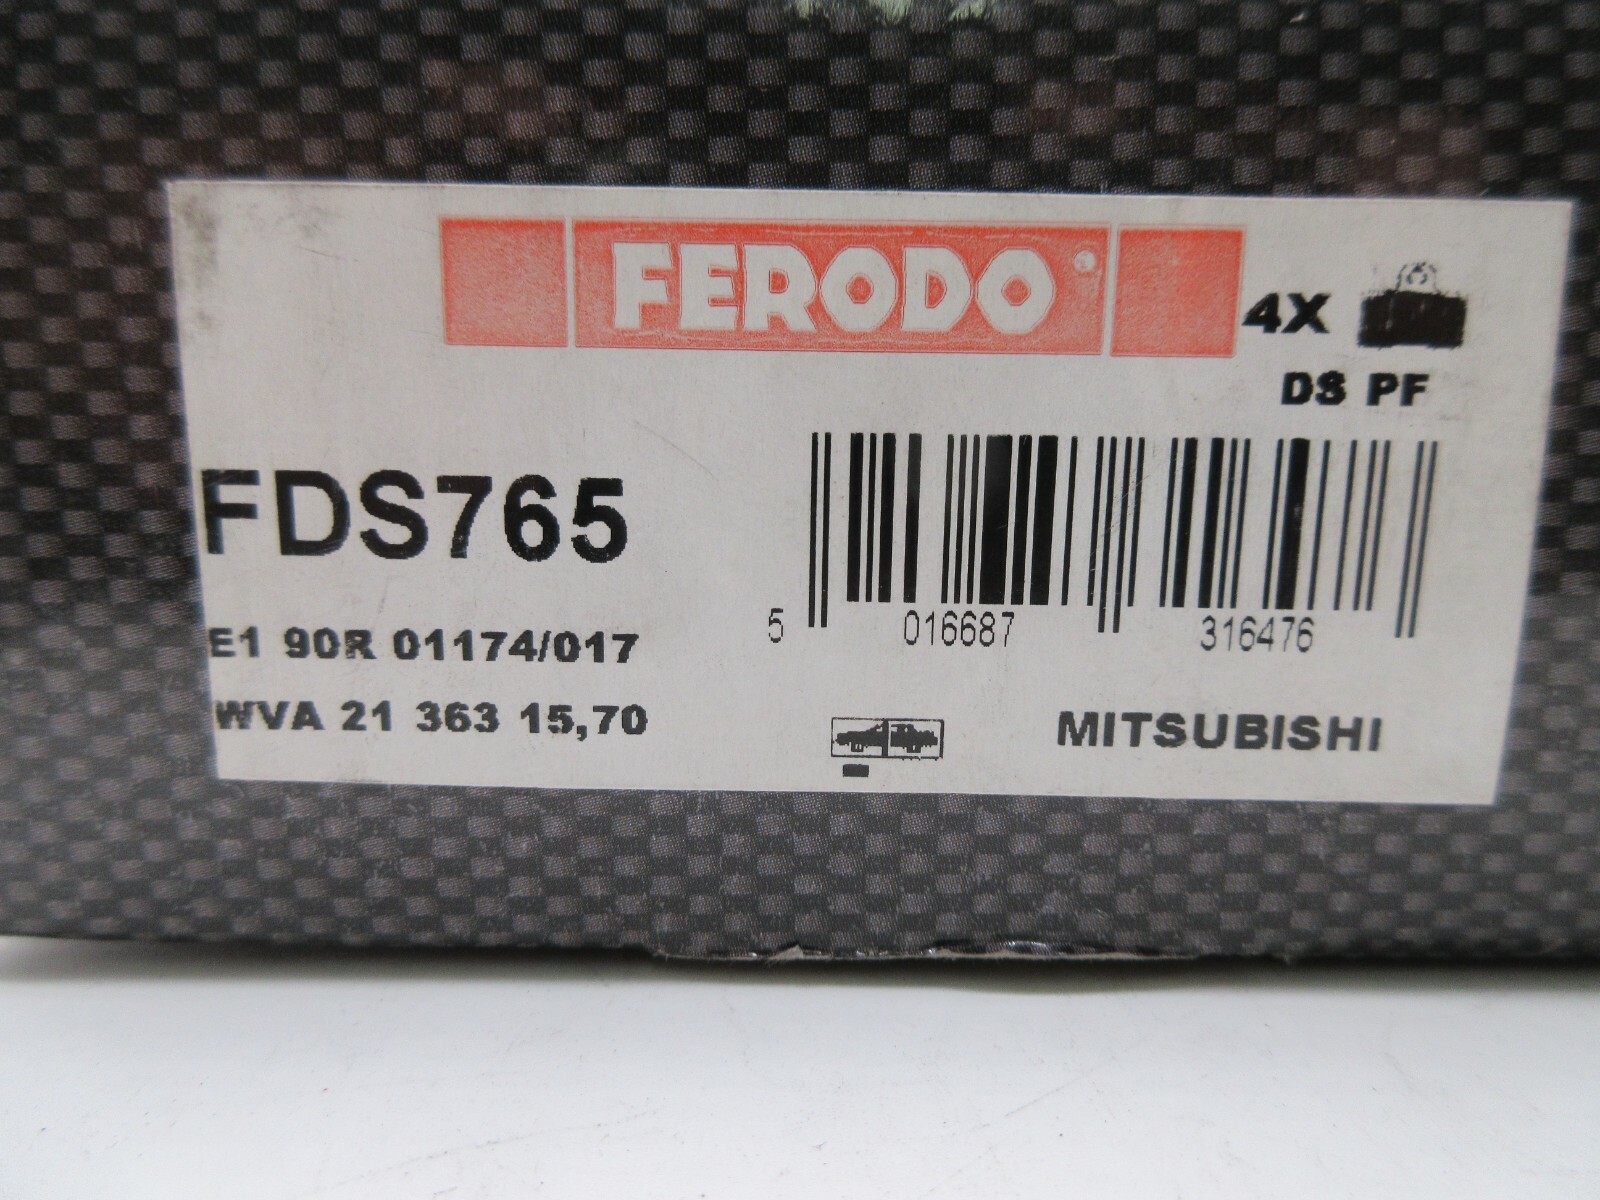 FERODO
4X
DS PF
FDS765
5 016687 316476
E1 90R 01174/017
WVA 21 363 15,70
MITSUBISHI